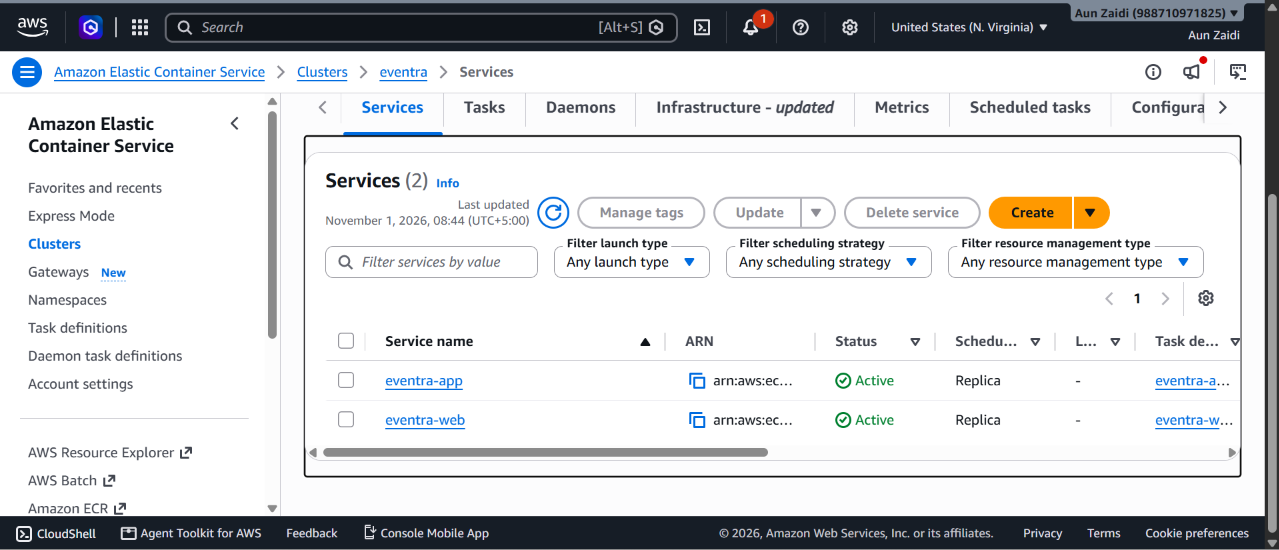 aws
Search [Alt+S]
1
United States (N. Virginia)
Aun Zaidi (988710971825)
Aun Zaidi
Amazon Elastic Container Service > Clusters > eventra > Services
Amazon Elastic
Container Service
Favorites and recents
Express Mode
Clusters
Gateways New
Namespaces
Task definitions
Daemon task definitions
Account settings
AWS Resource Explorer
AWS Batch
Amazon ECR
Services Tasks Daemons Infrastructure - updated Metrics Scheduled tasks Configura
Services (2) Info
Last updated
November 1, 2026, 08:44 (UTC+5:00)
Manage tags Update Delete service Create
Filter services by value
Filter launch type
Any launch type
Filter scheduling strategy
Any scheduling strategy
Filter resource management type
Any resource management type
1
Service name ARN Status Schedu... L... Task de...
eventra-app arn:aws:ec... Active Replica - eventra-a...
eventra-web arn:aws:ec... Active Replica - eventra-w...
CloudShell Agent Toolkit for AWS Feedback Console Mobile App © 2026, Amazon Web Services, Inc. or its affiliates. Privacy Terms Cookie preferences